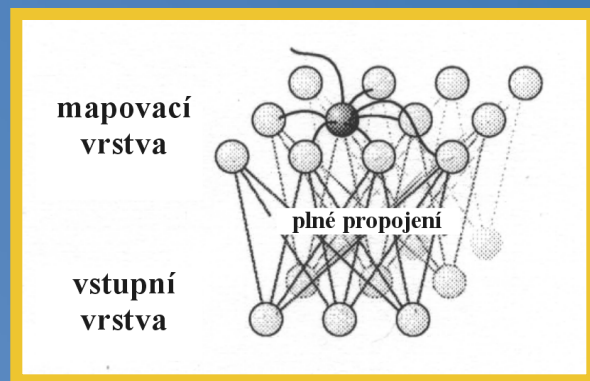 mapovací
vrstva
plné propojení
vstupní
vrstva